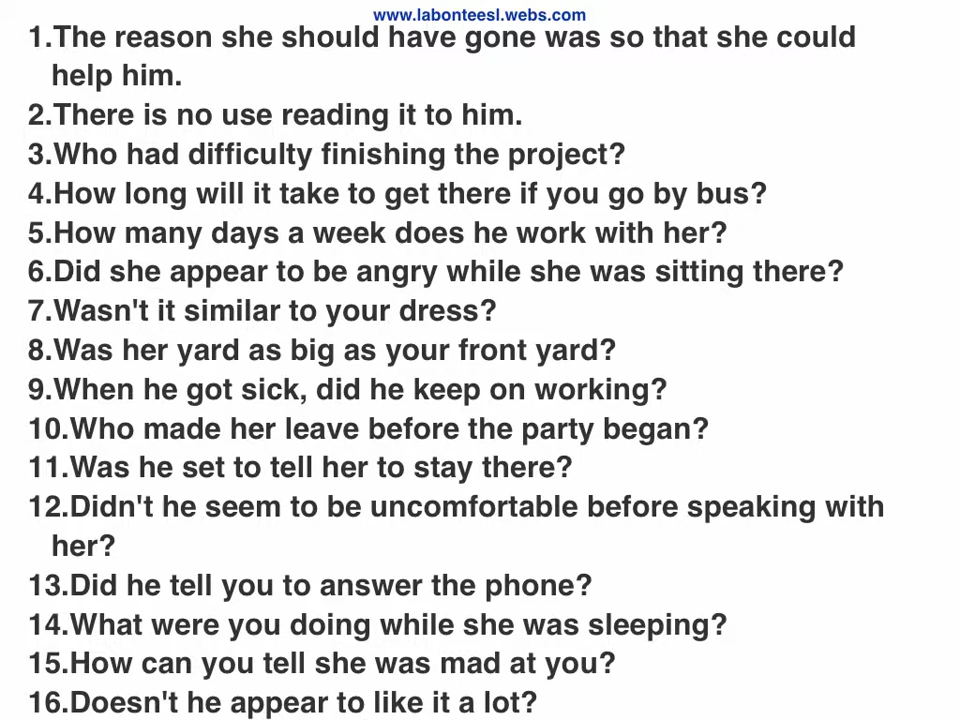 www.labonteesl.webs.com
1.The reason she should have gone was so that she could
help him.
2.There is no use reading it to him.
3.Who had difficulty finishing the project?
4.How long will it take to get there if you go by bus?
5.How many days a week does he work with her?
6.Did she appear to be angry while she was sitting there?
7.Wasn't it similar to your dress?
8.Was her yard as big as your front yard?
9.When he got sick, did he keep on working?
10.Who made her leave before the party began?
11.Was he set to tell her to stay there?
12.Didn't he seem to be uncomfortable before speaking with
her?
13.Did he tell you to answer the phone?
14.What were you doing while she was sleeping?
15.How can you tell she was mad at you?
16.Doesn't he appear to like it a lot?